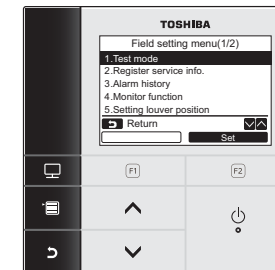 TOSHIBA
Field setting menu(1/2)
1.Test mode
2.Register service info.
3.Alarm history
4.Monitor function
5.Setting louver position
Return
Set
F1
F2